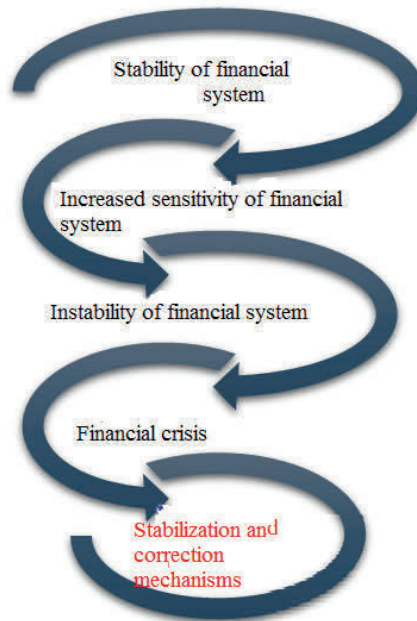 Stability of financial
system
Increased sensitivity of financial
system
Instability of financial system
Financial crisis
Stabilization and
correction
mechanisms